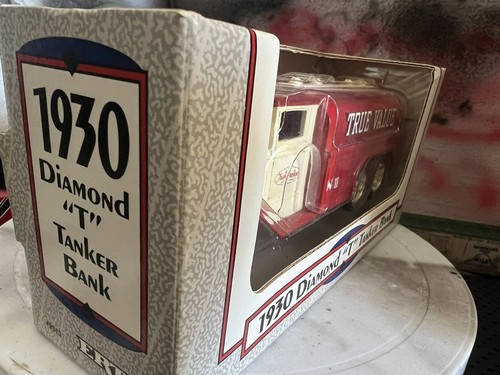 1930
Diamond
"T"
Tanker
Bank
TRUE VALUE
1930 Diamond "T" Tanker Bank